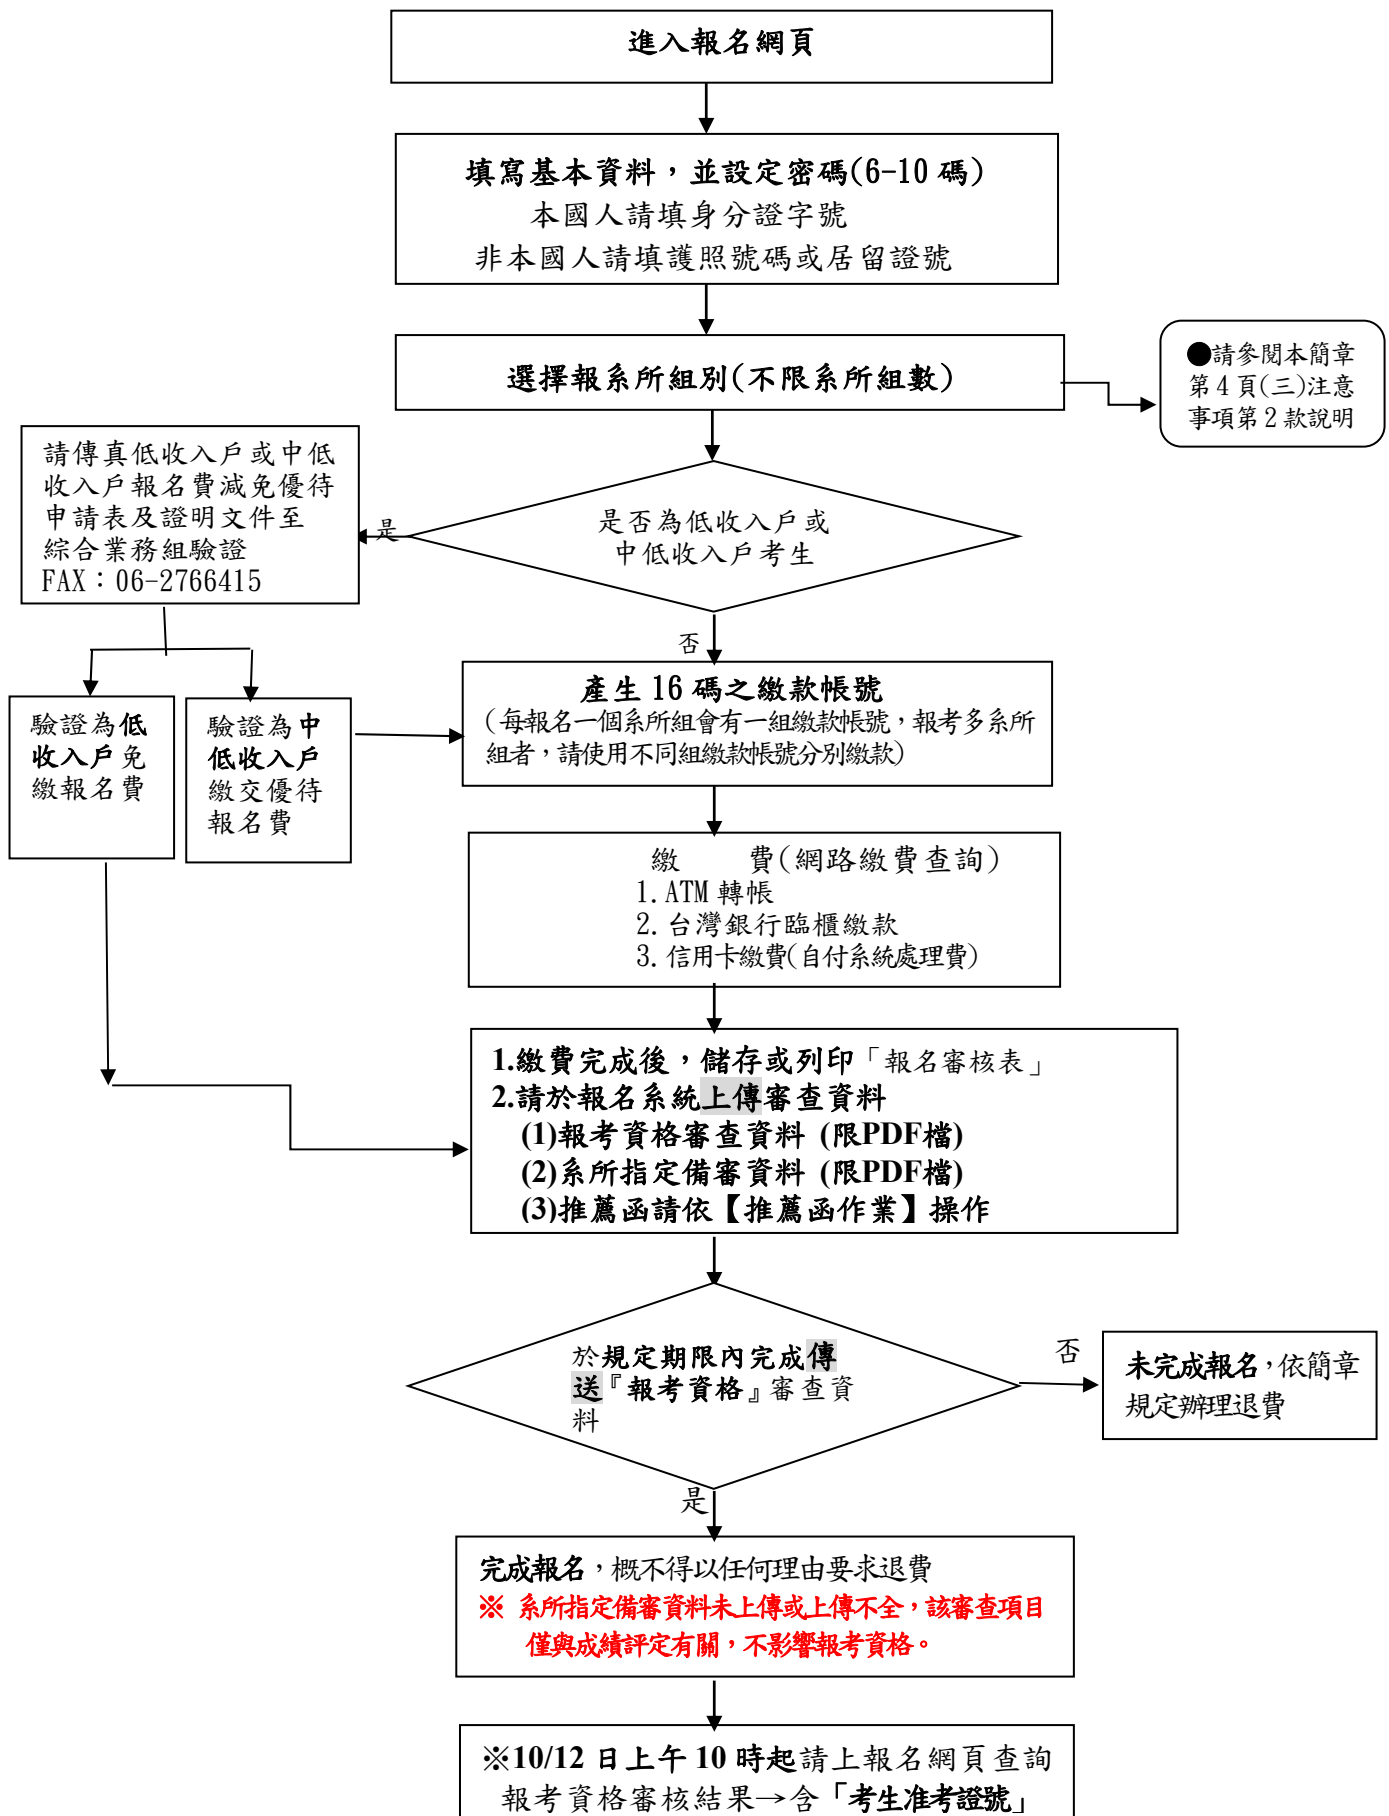 進入報名網頁
填寫基本資料，並設定密碼(6-10 碼)
本國人請填身分證字號
非本國人請填護照號碼或居留證號
選擇報系所組別(不限系所組數)
●請參閱本簡章
第 4 頁(三)注意
事項第 2 款說明
請傳真低收入戶或中低
收入戶報名費減免優待
申請表及證明文件至
綜合業務組驗證
FAX：06-2766415
是
是否為低收入戶或
中低收入戶考生
否
驗證為低
收入戶免
繳報名費
驗證為中
低收入戶
繳交優待
報名費
產生 16 碼之繳款帳號
(每報名一個系所組會有一組繳款帳號，報考多系所
組者，請使用不同組繳款帳號分別繳款)
繳　　費(網路繳費查詢)
1. ATM 轉帳
2. 台灣銀行臨櫃繳款
3. 信用卡繳費(自付系統處理費)
1.繳費完成後，儲存或列印「報名審核表」
2.請於報名系統上傳審查資料
(1)報考資格審查資料 (限PDF檔)
(2)系所指定備審資料 (限PDF檔)
(3)推薦函請依【推薦函作業】操作
於規定期限內完成傳
送『報考資格』審查資
料
否
未完成報名，依簡章
規定辦理退費
是
完成報名，概不得以任何理由要求退費
※ 系所指定備審資料未上傳或上傳不全，該審查項目
僅與成績評定有關，不影響報考資格。
※10/12 日上午 10 時起請上報名網頁查詢
報考資格審核結果→含「考生准考證號」